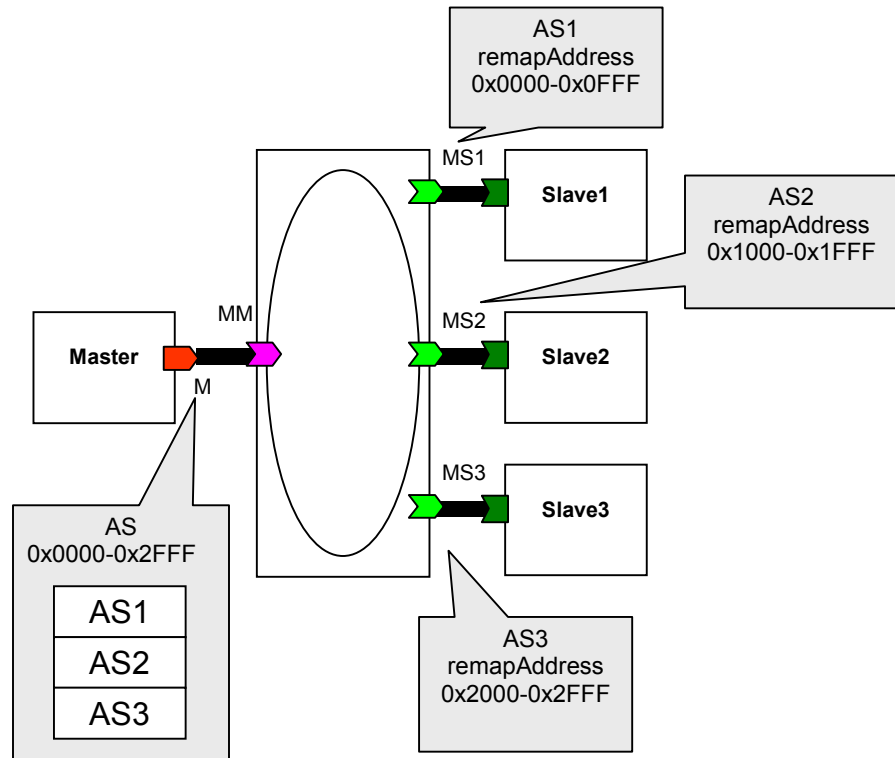 AS1
remapAddress
0x0000-0x0FFF
MS1
Slave1
AS2
remapAddress
0x1000-0x1FFF
MM
MS2
Master
Slave2
M
MS3
Slave3
AS
0x0000-0x2FFF
AS1
AS2
AS3
AS3
remapAddress
0x2000-0x2FFF